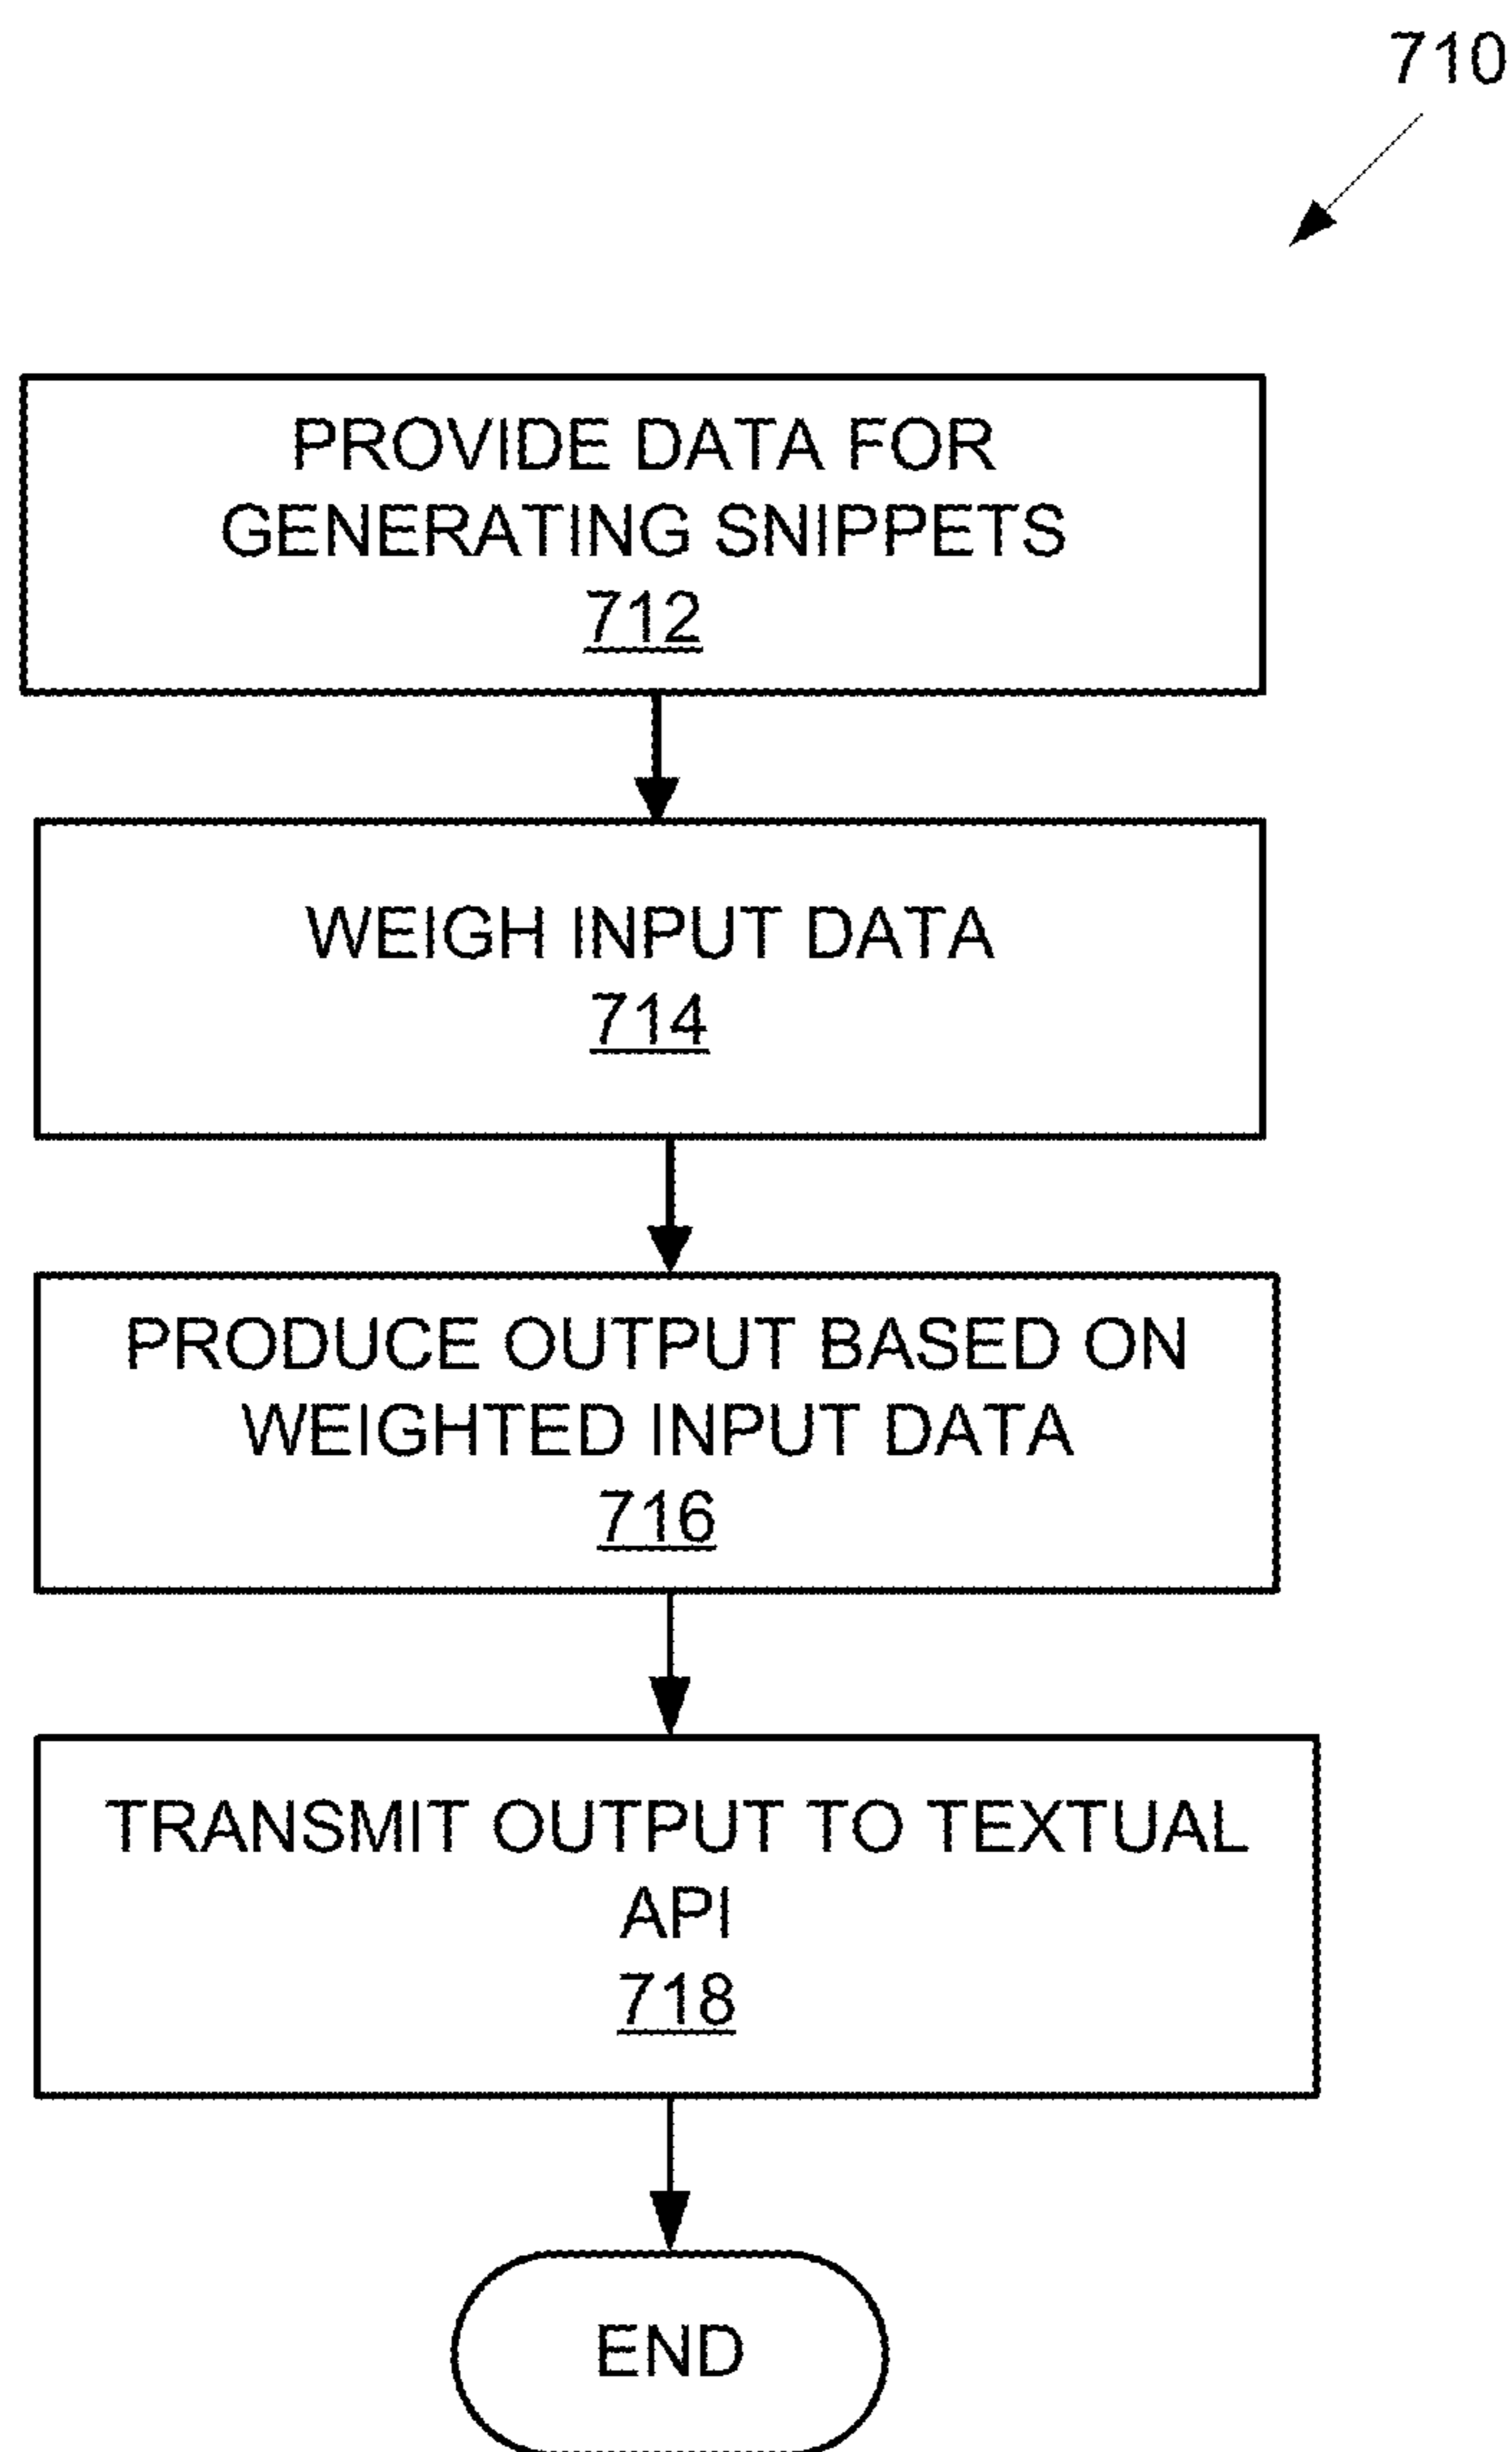 710
PROVIDE DATA FOR
GENERATING SNIPPETS
712
WEIGH INPUT DATA
714
PRODUCE OUTPUT BASED ON
WEIGHTED INPUT DATA
716
TRANSMIT OUTPUT TO TEXTUAL
API
718
END